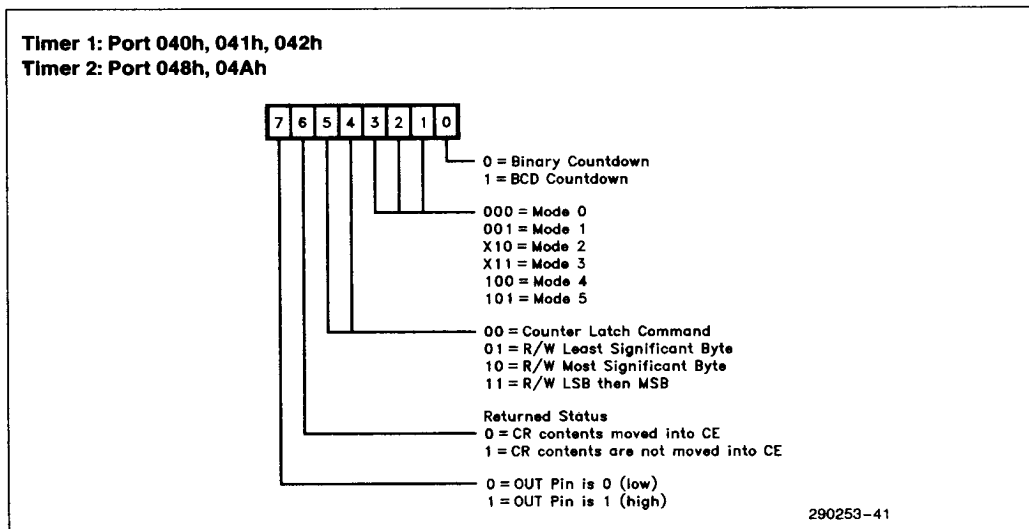 Timer 1: Port 040h, 041h, 042h
Timer 2: Port 048h, 04Ah
7 6 5 4 3 2 1 0
0 = Binary Countdown
1 = BCD Countdown
000 = Mode 0
001 = Mode 1
X10 = Mode 2
X11 = Mode 3
100 = Mode 4
101 = Mode 5
00 = Counter Latch Command
01 = R/W Least Significant Byte
10 = R/W Most Significant Byte
11 = R/W LSB then MSB
Returned Status
0 = CR contents moved into CE
1 = CR contents are not moved into CE
0 = OUT Pin is 0 (low)
1 = OUT Pin is 1 (high)
290253-41